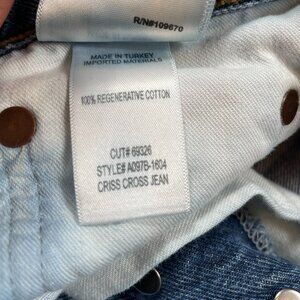 R/N#109670
MADE IN TURKEY
IMPORTED MATERIALS
100% REGENERATIVE COTTON
CUT# 69326
STYLE# A097B-1604
CRISS CROSS JEAN